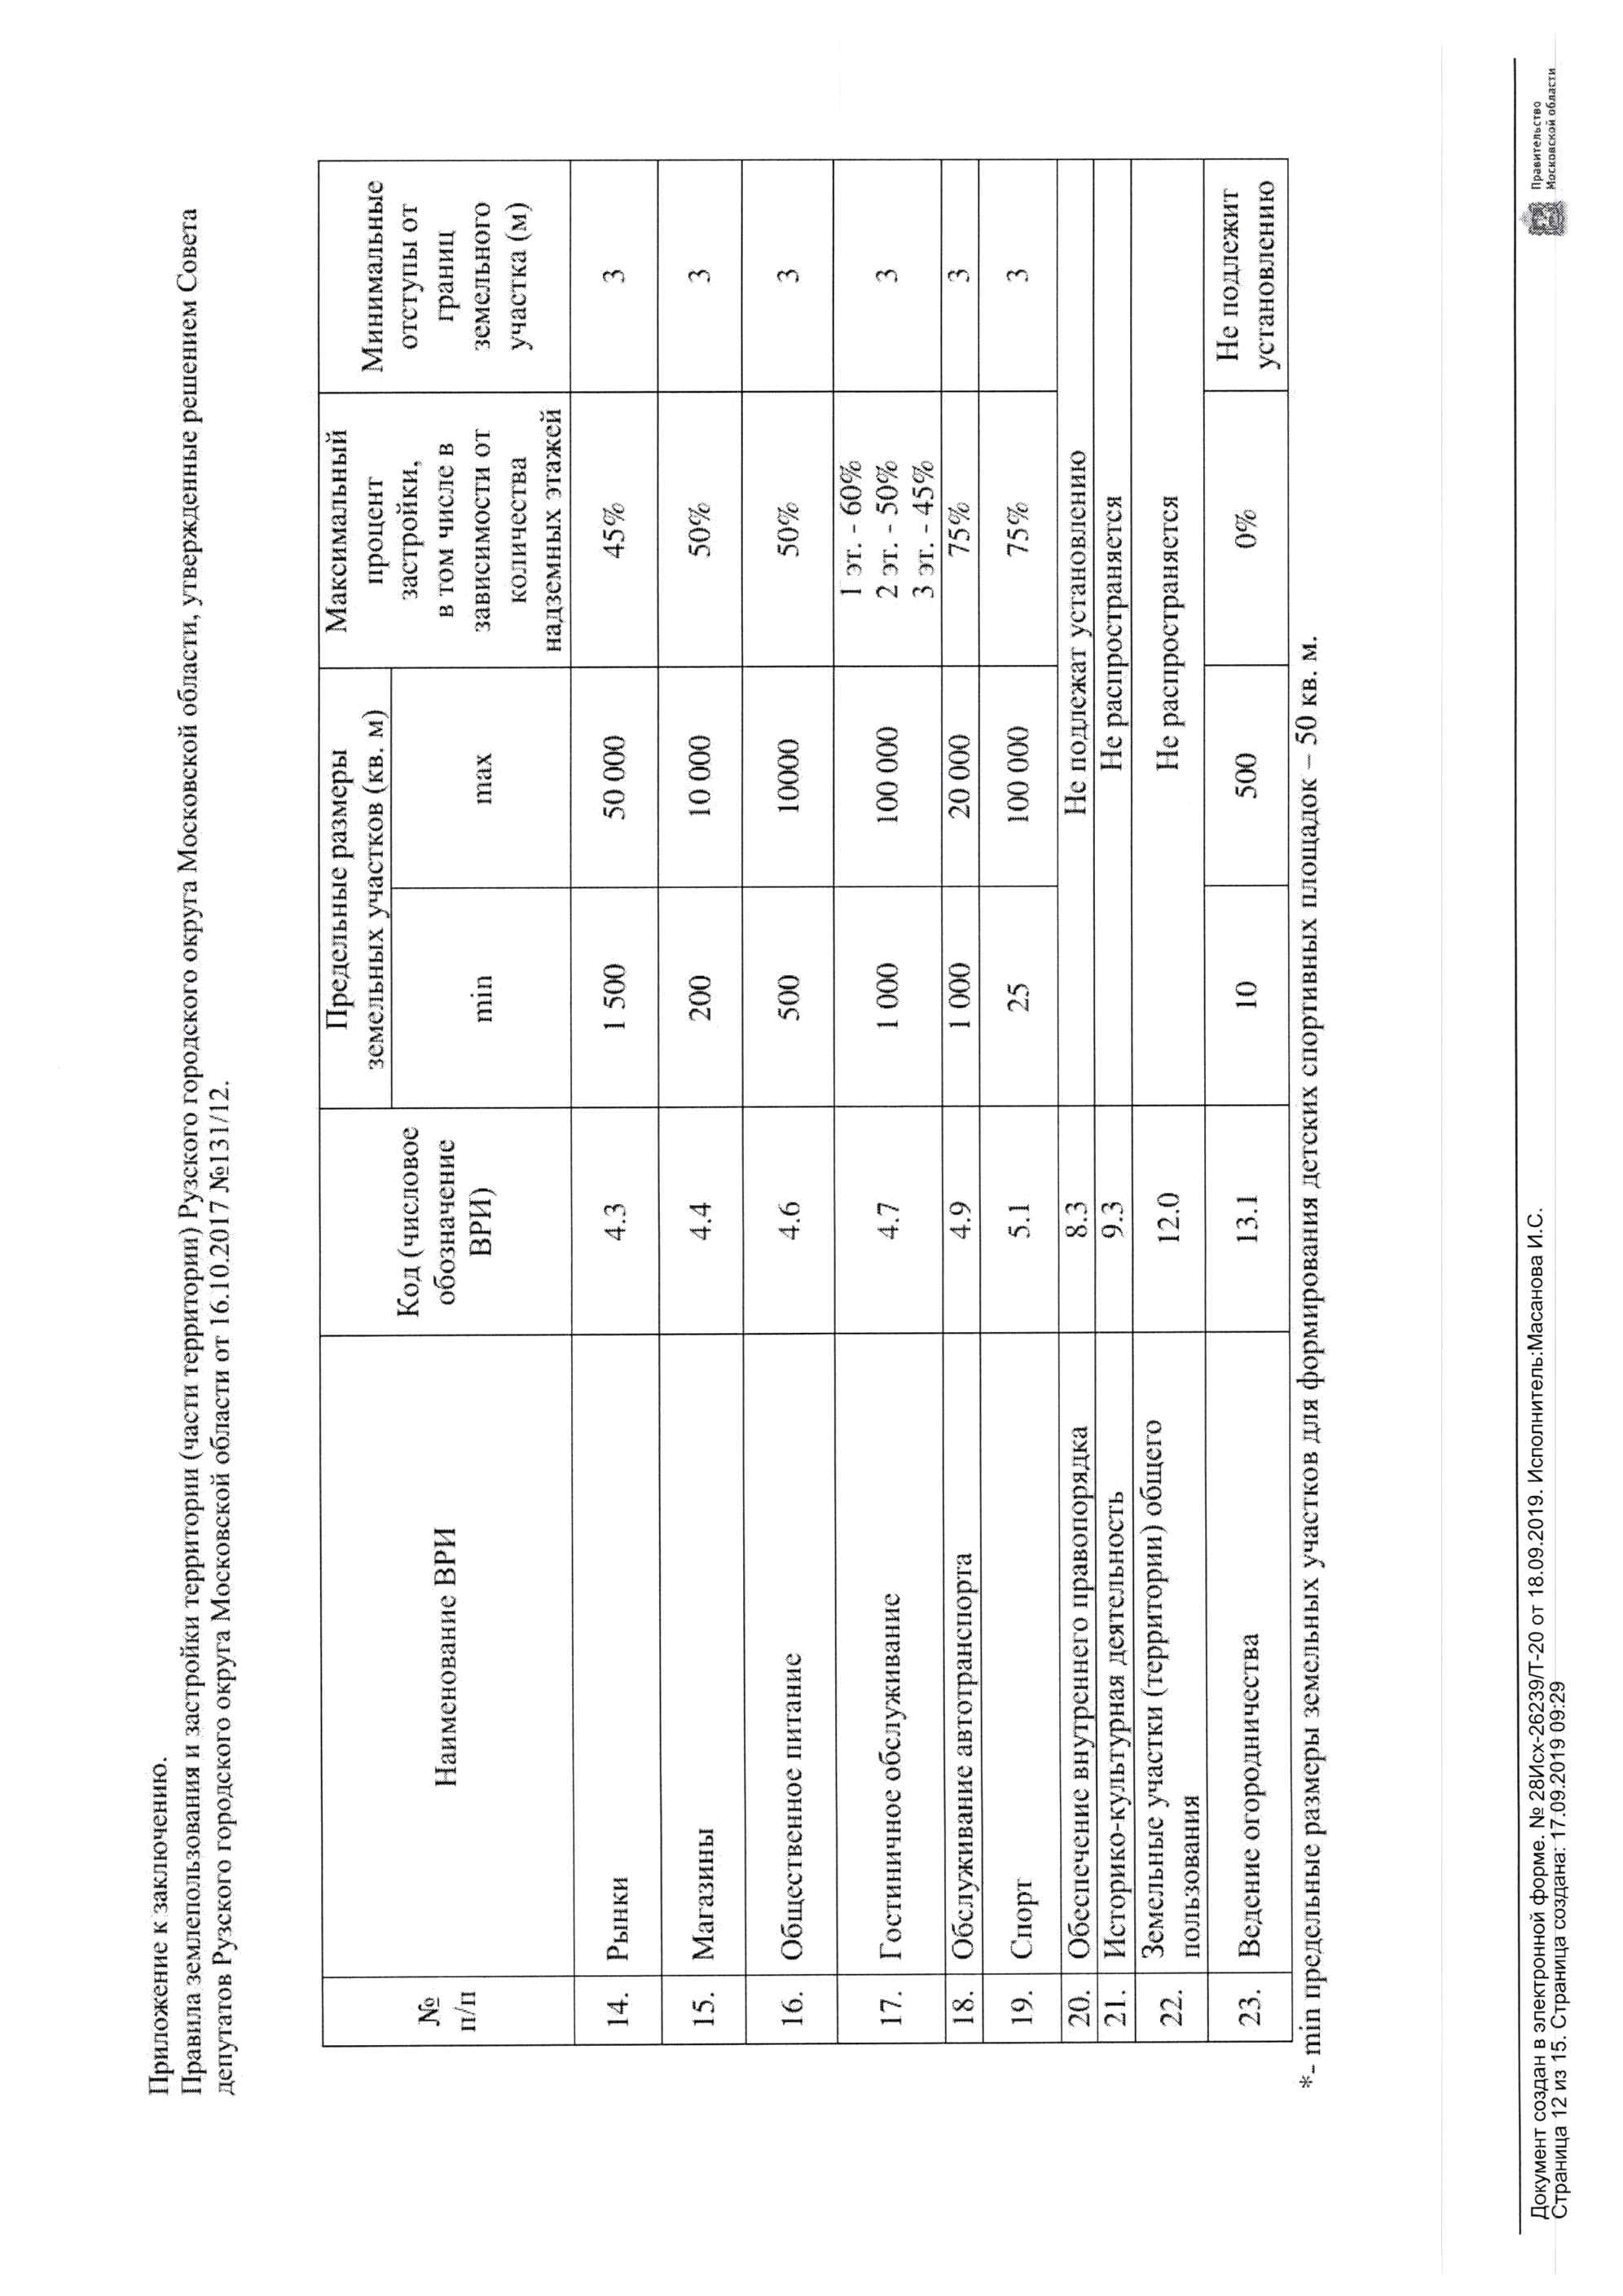 Приложение к заключению.
Правила землепользования и застройки территории (части территории) Рузского городского округа Московской области, утвержденные решением Совета
депутатов Рузского городского округа Московской области от 16.10.2017 №131/12.
№
п/п
Наименование ВРИ
Код (числовое
обозначение
ВРИ)
Предельные размеры
земельных участков (кв. м)
min
max
Максимальный
процент
застройки,
в том числе в
зависимости от
количества
надземных этажей
Минимальные
отступы от
границ
земельного
участка (м)
14. Рынки 4.3 1 500 50 000 45% 3
15. Магазины 4.4 200 10 000 50% 3
16. Общественное питание 4.6 500 10000 50% 3
17. Гостиничное обслуживание 4.7 1 000 100 000
1 эт. - 60%
2 эт. - 50%
3 эт. - 45%
3
18. Обслуживание автотранспорта 4.9 1 000 20 000 75% 3
19. Спорт 5.1 25 100 000 75% 3
20. Обеспечение внутреннего правопорядка 8.3 Не подлежат установлению
21. Историко-культурная деятельность 9.3 Не распространяется
22. Земельные участки (территории) общего
пользования
12.0 Не распространяется
23. Ведение огородничества 13.1 10 500 0%
Не подлежит
установлению
*- min предельные размеры земельных участков для формирования детских спортивных площадок – 50 кв. м.
Документ создан в электронной форме. № 28Исх-26239/Т-20 от 18.09.2019. Исполнитель:Масанова И.С.
Страница 12 из 15. Страница создана: 17.09.2019 09:29
Правительство
Московской области